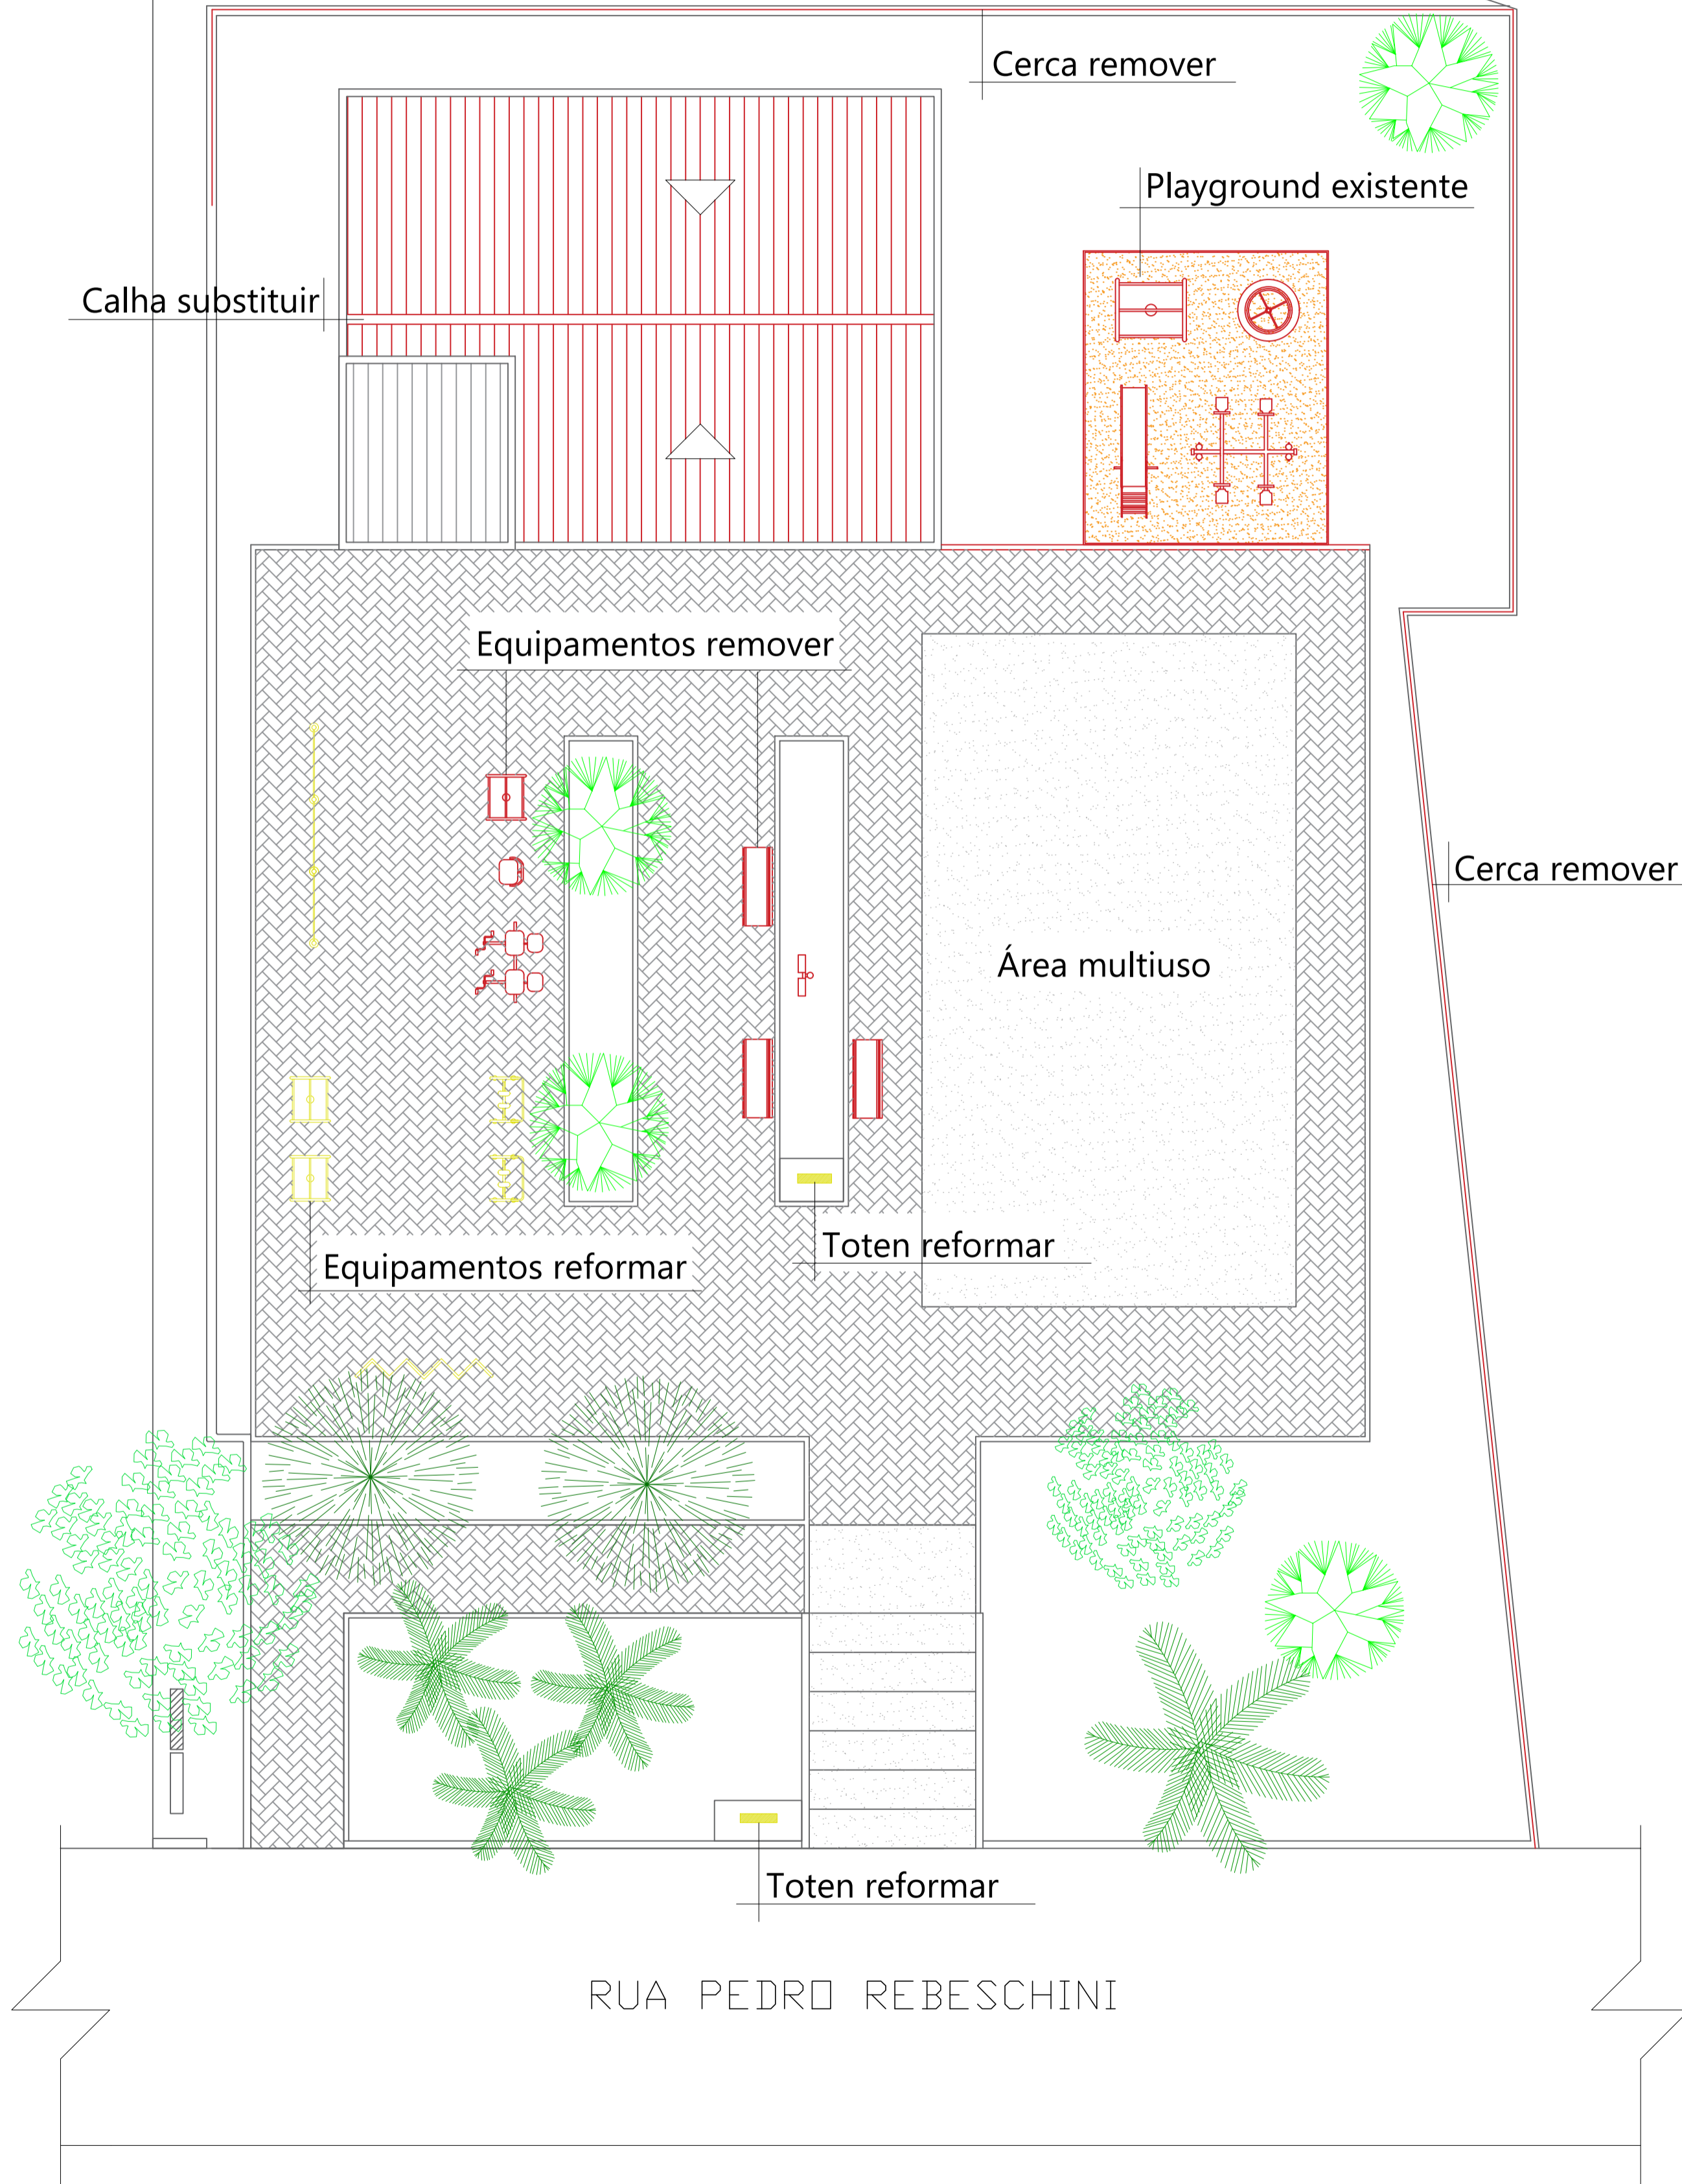 Cerca remover
Playground existente
Calha substituir
Equipamentos remover
Cerca remover
Área multiuso
Toten reformar
Equipamentos reformar
Toten reformar
RUA PEDRO REBESCHINI